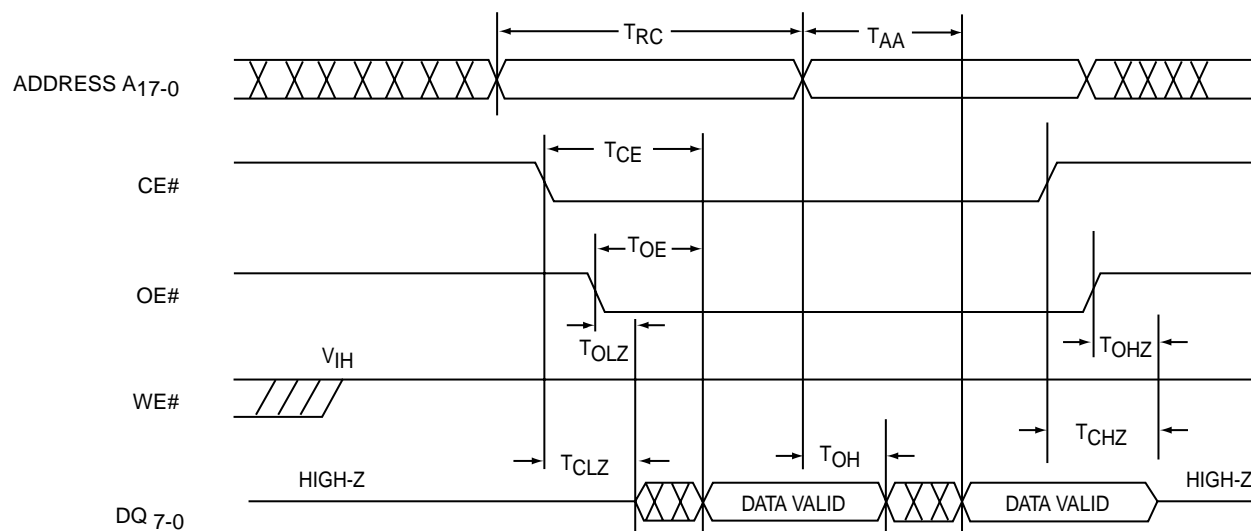 TRC
TAA
ADDRESS A17-0
TCE
CE#
TOE
OE#
TOLZ
TOHZ
VIH
WE#
TCHZ
TOH
TCLZ
HIGH-Z
HIGH-Z
DATA VALID
DATA VALID
DQ 7-0